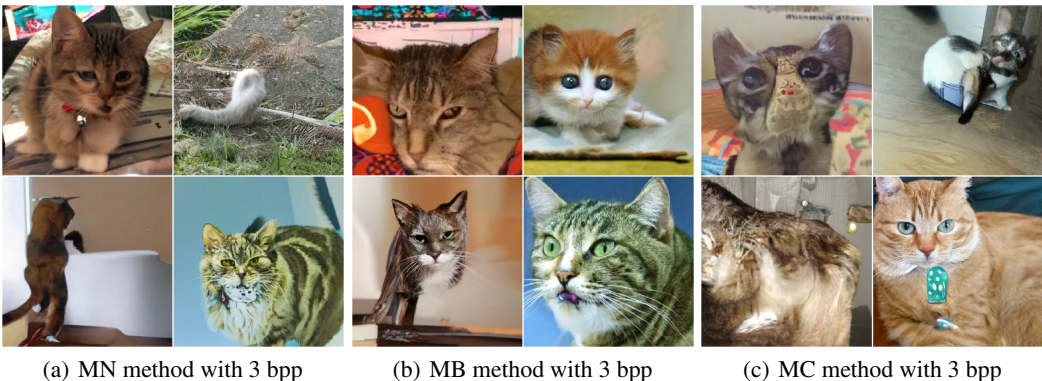 (a) MN method with 3 bpp
(b) MB method with 3 bpp
(c) MC method with 3 bpp